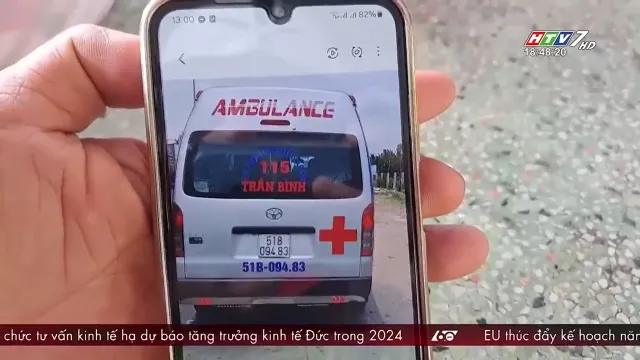 13:00
82%
HTV7 HD
18:48:20
AMBULANCE
115
TRẦN BÌNH
51B
094.83
51B-094.83
chức tư vấn kinh tế hạ dự báo tăng trưởng kinh tế Đức trong 2024
60
EU thúc đẩy kế hoạch nă